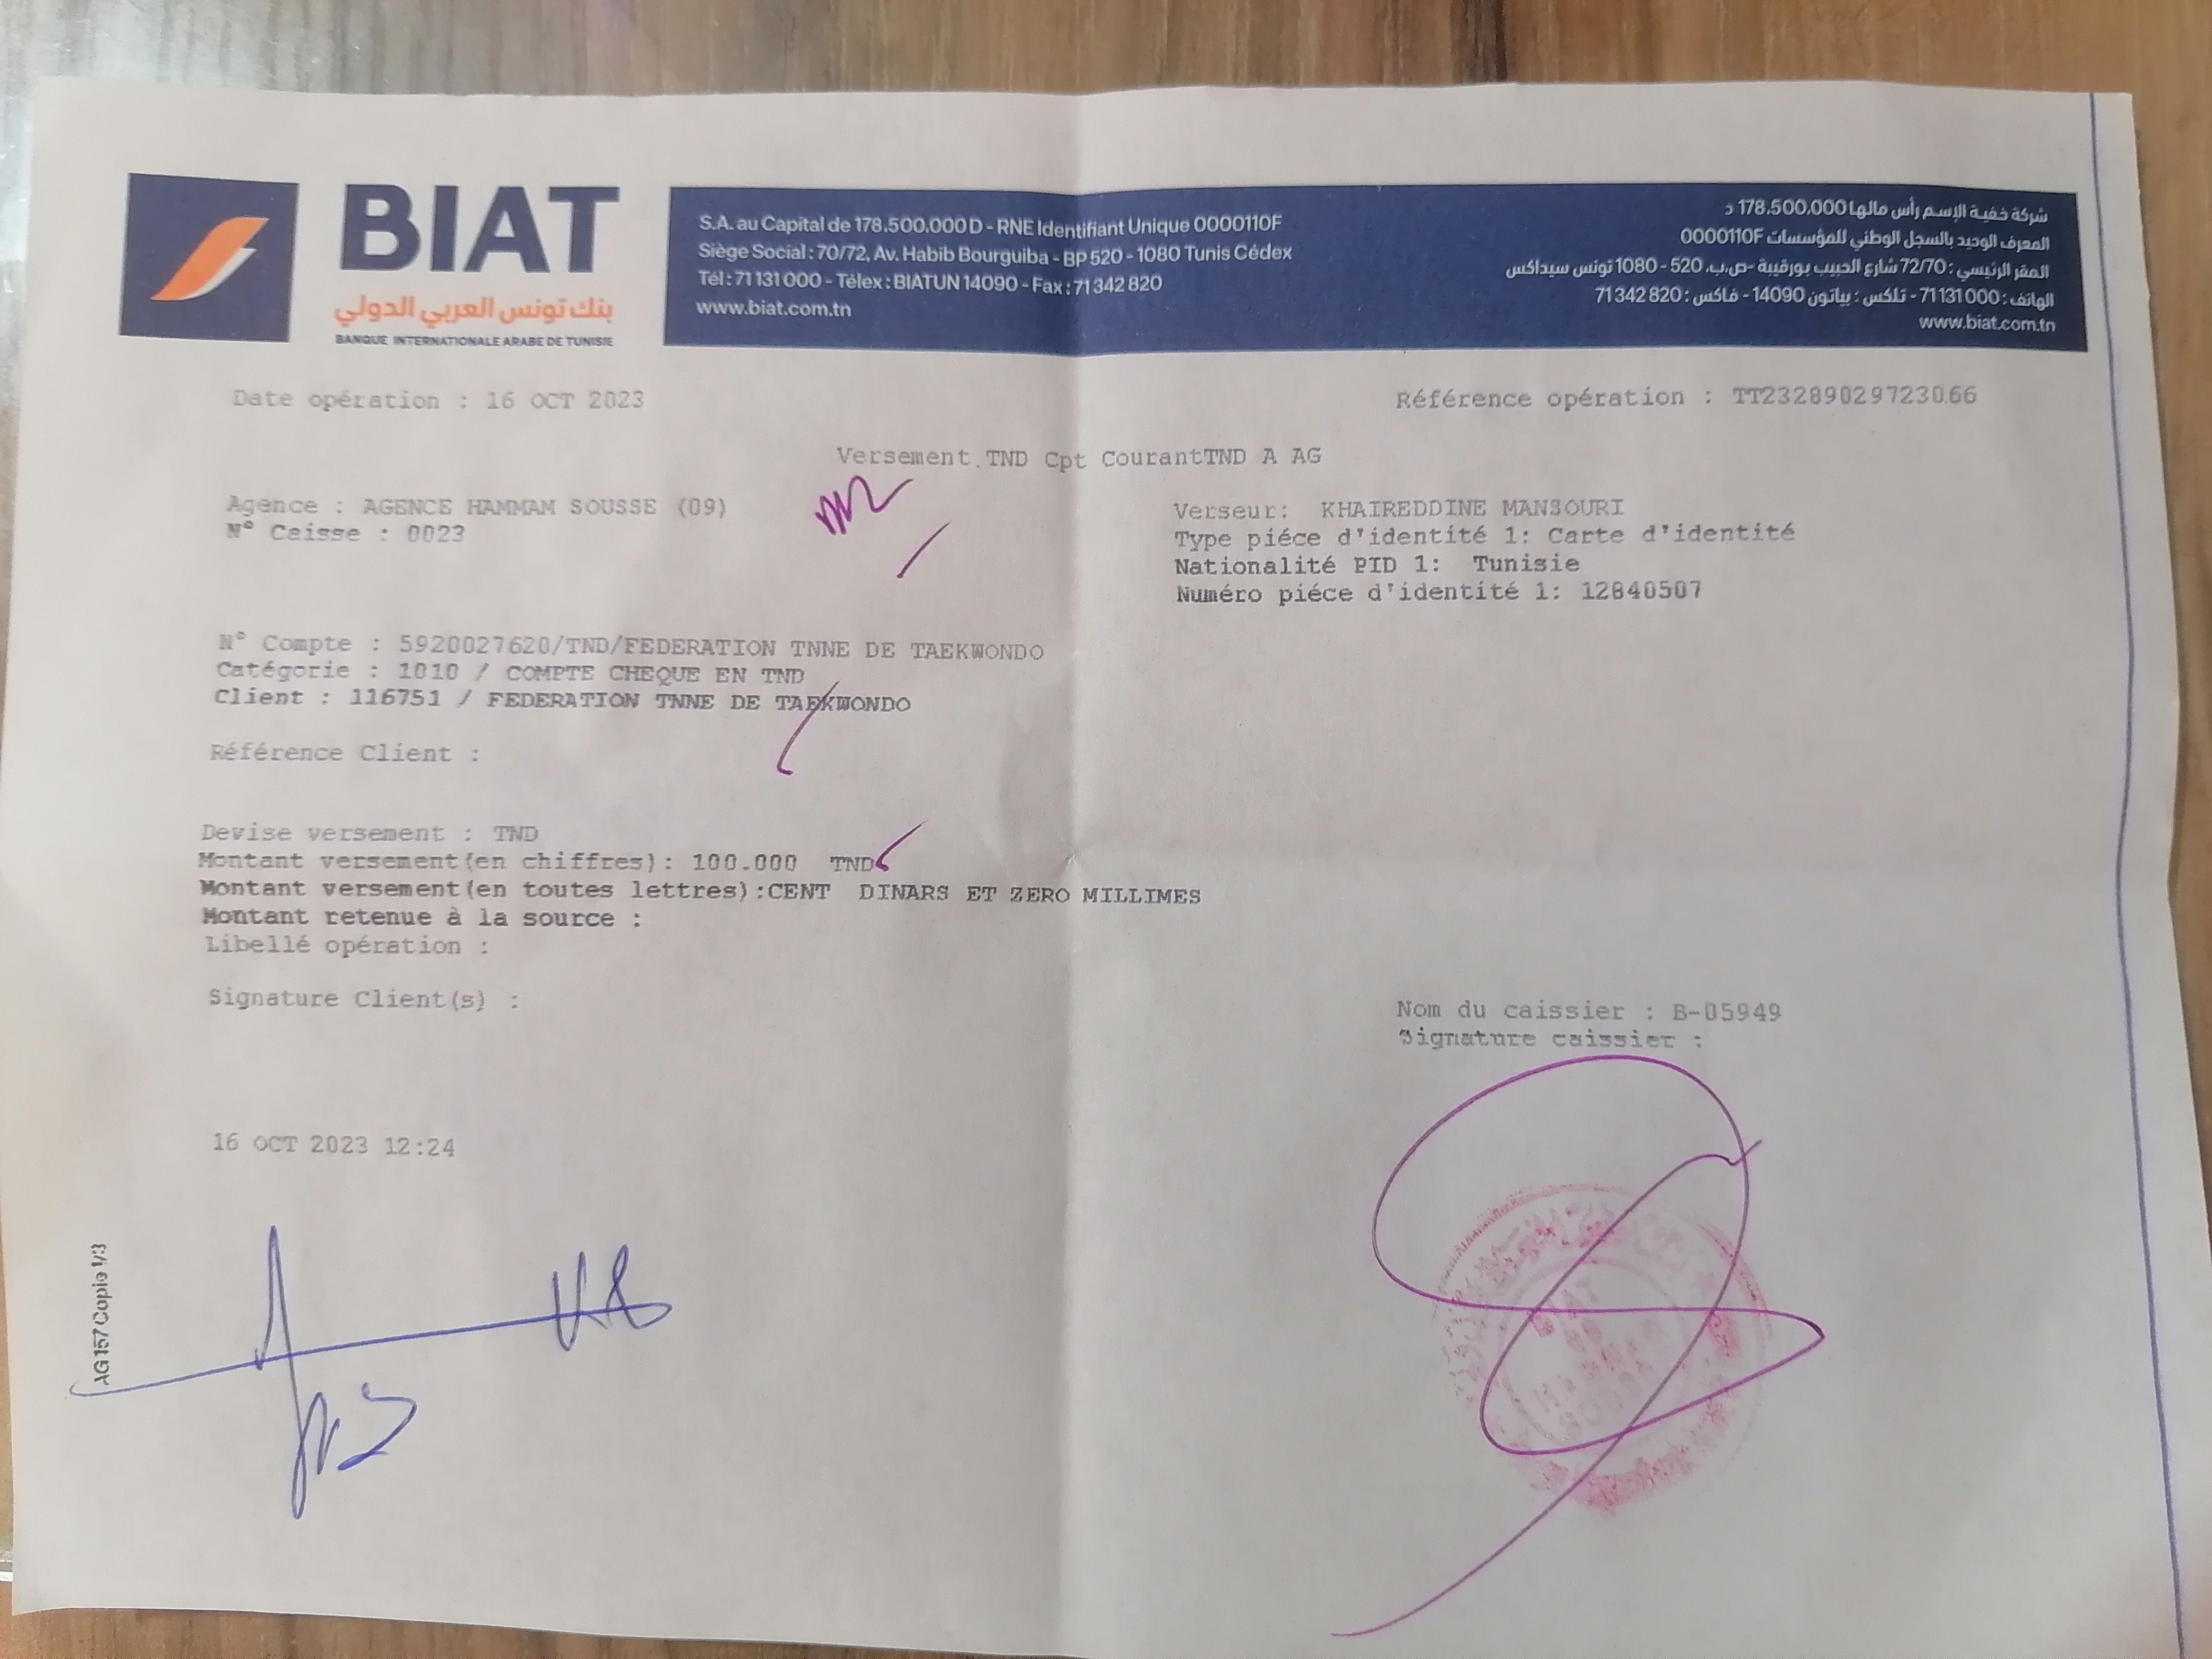 BIAT
بنك تونس العربي الدولي
BANQUE INTERNATIONALE ARABE DE TUNISIE
S.A. au Capital de 178.500.000 D - RNE Identifiant Unique 0000110F
Siège Social : 70/72, Av. Habib Bourguiba - BP 520 - 1080 Tunis Cédex
Tél : 71 131 000 - Télex : BIATUN 14090 - Fax : 71 342 820
www.biat.com.tn
شركة خفية الإسم رأس مالها 178.500.000 د
المعرف الوحيد بالسجل الوطني للمؤسسات 0000110F
المقر الرئيسي : 72/70 شارع الحبيب بورقيبة -ص.ب. 520 - 1080 تونس سيداكس
الهاتف : 71 131 000 - تلكس : بياتون 14090 - فاكس : 71 342 820
www.biat.com.tn
Date opération : 16 OCT 2023
Référence opération : TT23289029723066
Versement TND Cpt CourantTND A AG
Agence : AGENCE HAMMAM SOUSSE (09)
N° Caisse : 0023
Verseur: KHAIREDDINE MANSOURI
Type piéce d'identité 1: Carte d'identité
Nationalité PID 1: Tunisie
Numéro piéce d'identité 1: 12840507
N° Compte : 5920027620/TND/FEDERATION TNNE DE TAEKWONDO
Catégorie : 1010 / COMPTE CHEQUE EN TND
Client : 116751 / FEDERATION TNNE DE TAEKWONDO
Référence Client :
Devise versement : TND
Montant versement(en chiffres): 100.000 TND
Montant versement(en toutes lettres):CENT DINARS ET ZERO MILLIMES
Montant retenue à la source :
Libellé opération :
Signature Client(s) :
Nom du caissier : B-05949
Signature caissier :
16 OCT 2023 12:24
AG 157 Copie 1/3